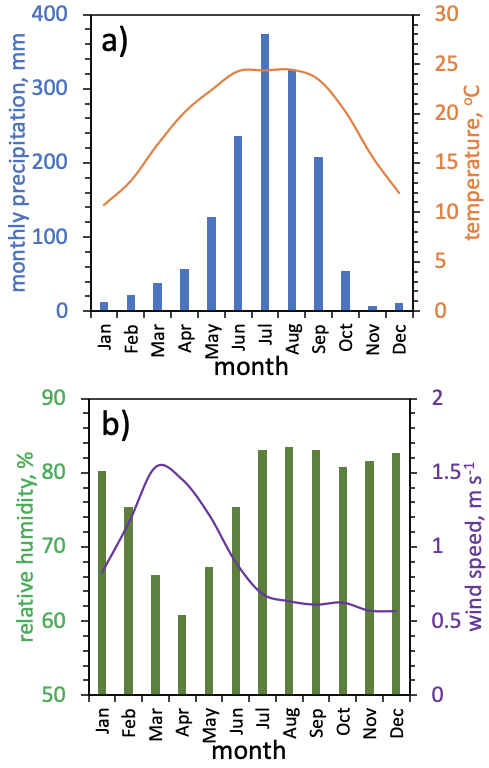 a)
monthly precipitation, mm
400
300
200
100
0
30
25
20
15
10
5
0
temperature, °C
Jan Feb Mar Apr May Jun Jul Aug Sep Oct Nov Dec
month
b)
relative humidity, %
90
80
70
60
50
2
1.5
1
0.5
0
wind speed, m s-1
Jan Feb Mar Apr May Jun Jul Aug Sep Oct Nov Dec
month